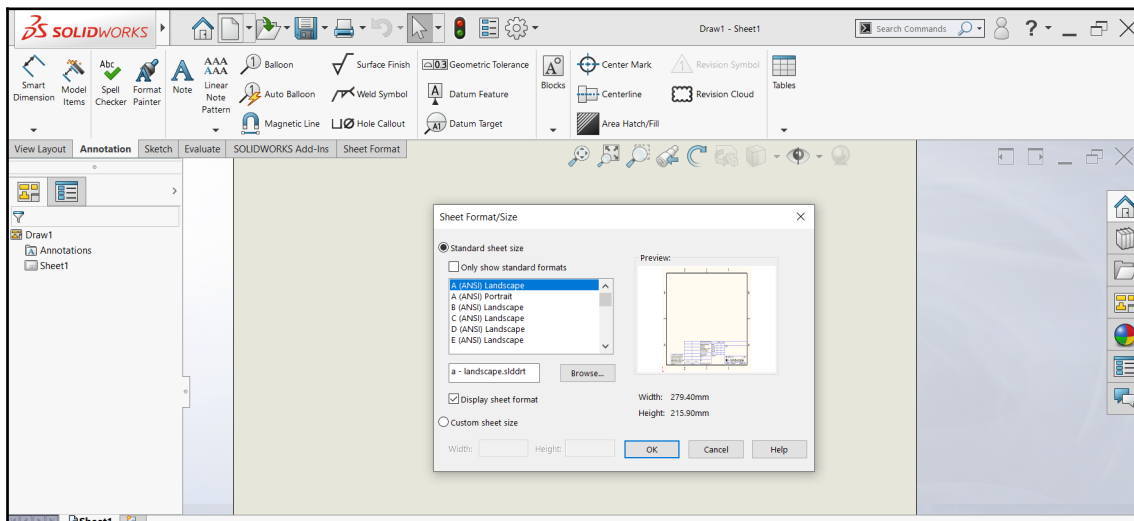 SOLIDWORKS
Draw1 - Sheet1
Search Commands
?
Smart Dimension
Model Items
Abc
Spell Checker
Format Painter
Note
AAA
AAA
Linear Note Pattern
Balloon
Auto Balloon
Magnetic Line
Surface Finish
Weld Symbol
Hole Callout
Geometric Tolerance
Datum Feature
Datum Target
Blocks
Center Mark
Centerline
Area Hatch/Fill
Revision Symbol
Revision Cloud
Tables
View Layout Annotation Sketch Evaluate SOLIDWORKS Add-Ins Sheet Format
Draw1
Annotations
Sheet1
Sheet Format/Size
Standard sheet size
Only show standard formats
A (ANSI) Landscape
A (ANSI) Portrait
B (ANSI) Landscape
C (ANSI) Landscape
D (ANSI) Landscape
E (ANSI) Landscape
a - landscape.slddrt
Browse...
Display sheet format
Custom sheet size
Width:
Height:
Preview:
Width: 279.40mm
Height: 215.90mm
OK Cancel Help
Sheet1